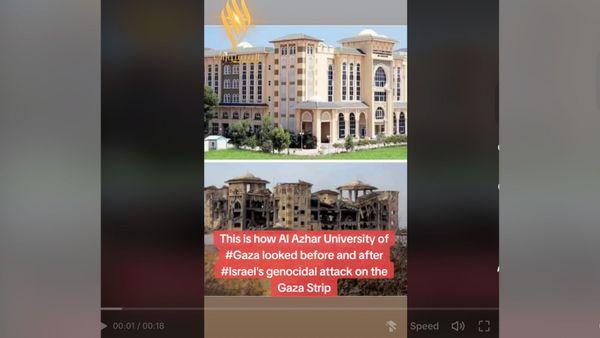 This is how Al Azhar University of
#Gaza looked before and after
#Israel's genocidal attack on the
Gaza Strip
00:01 / 00:18
Speed